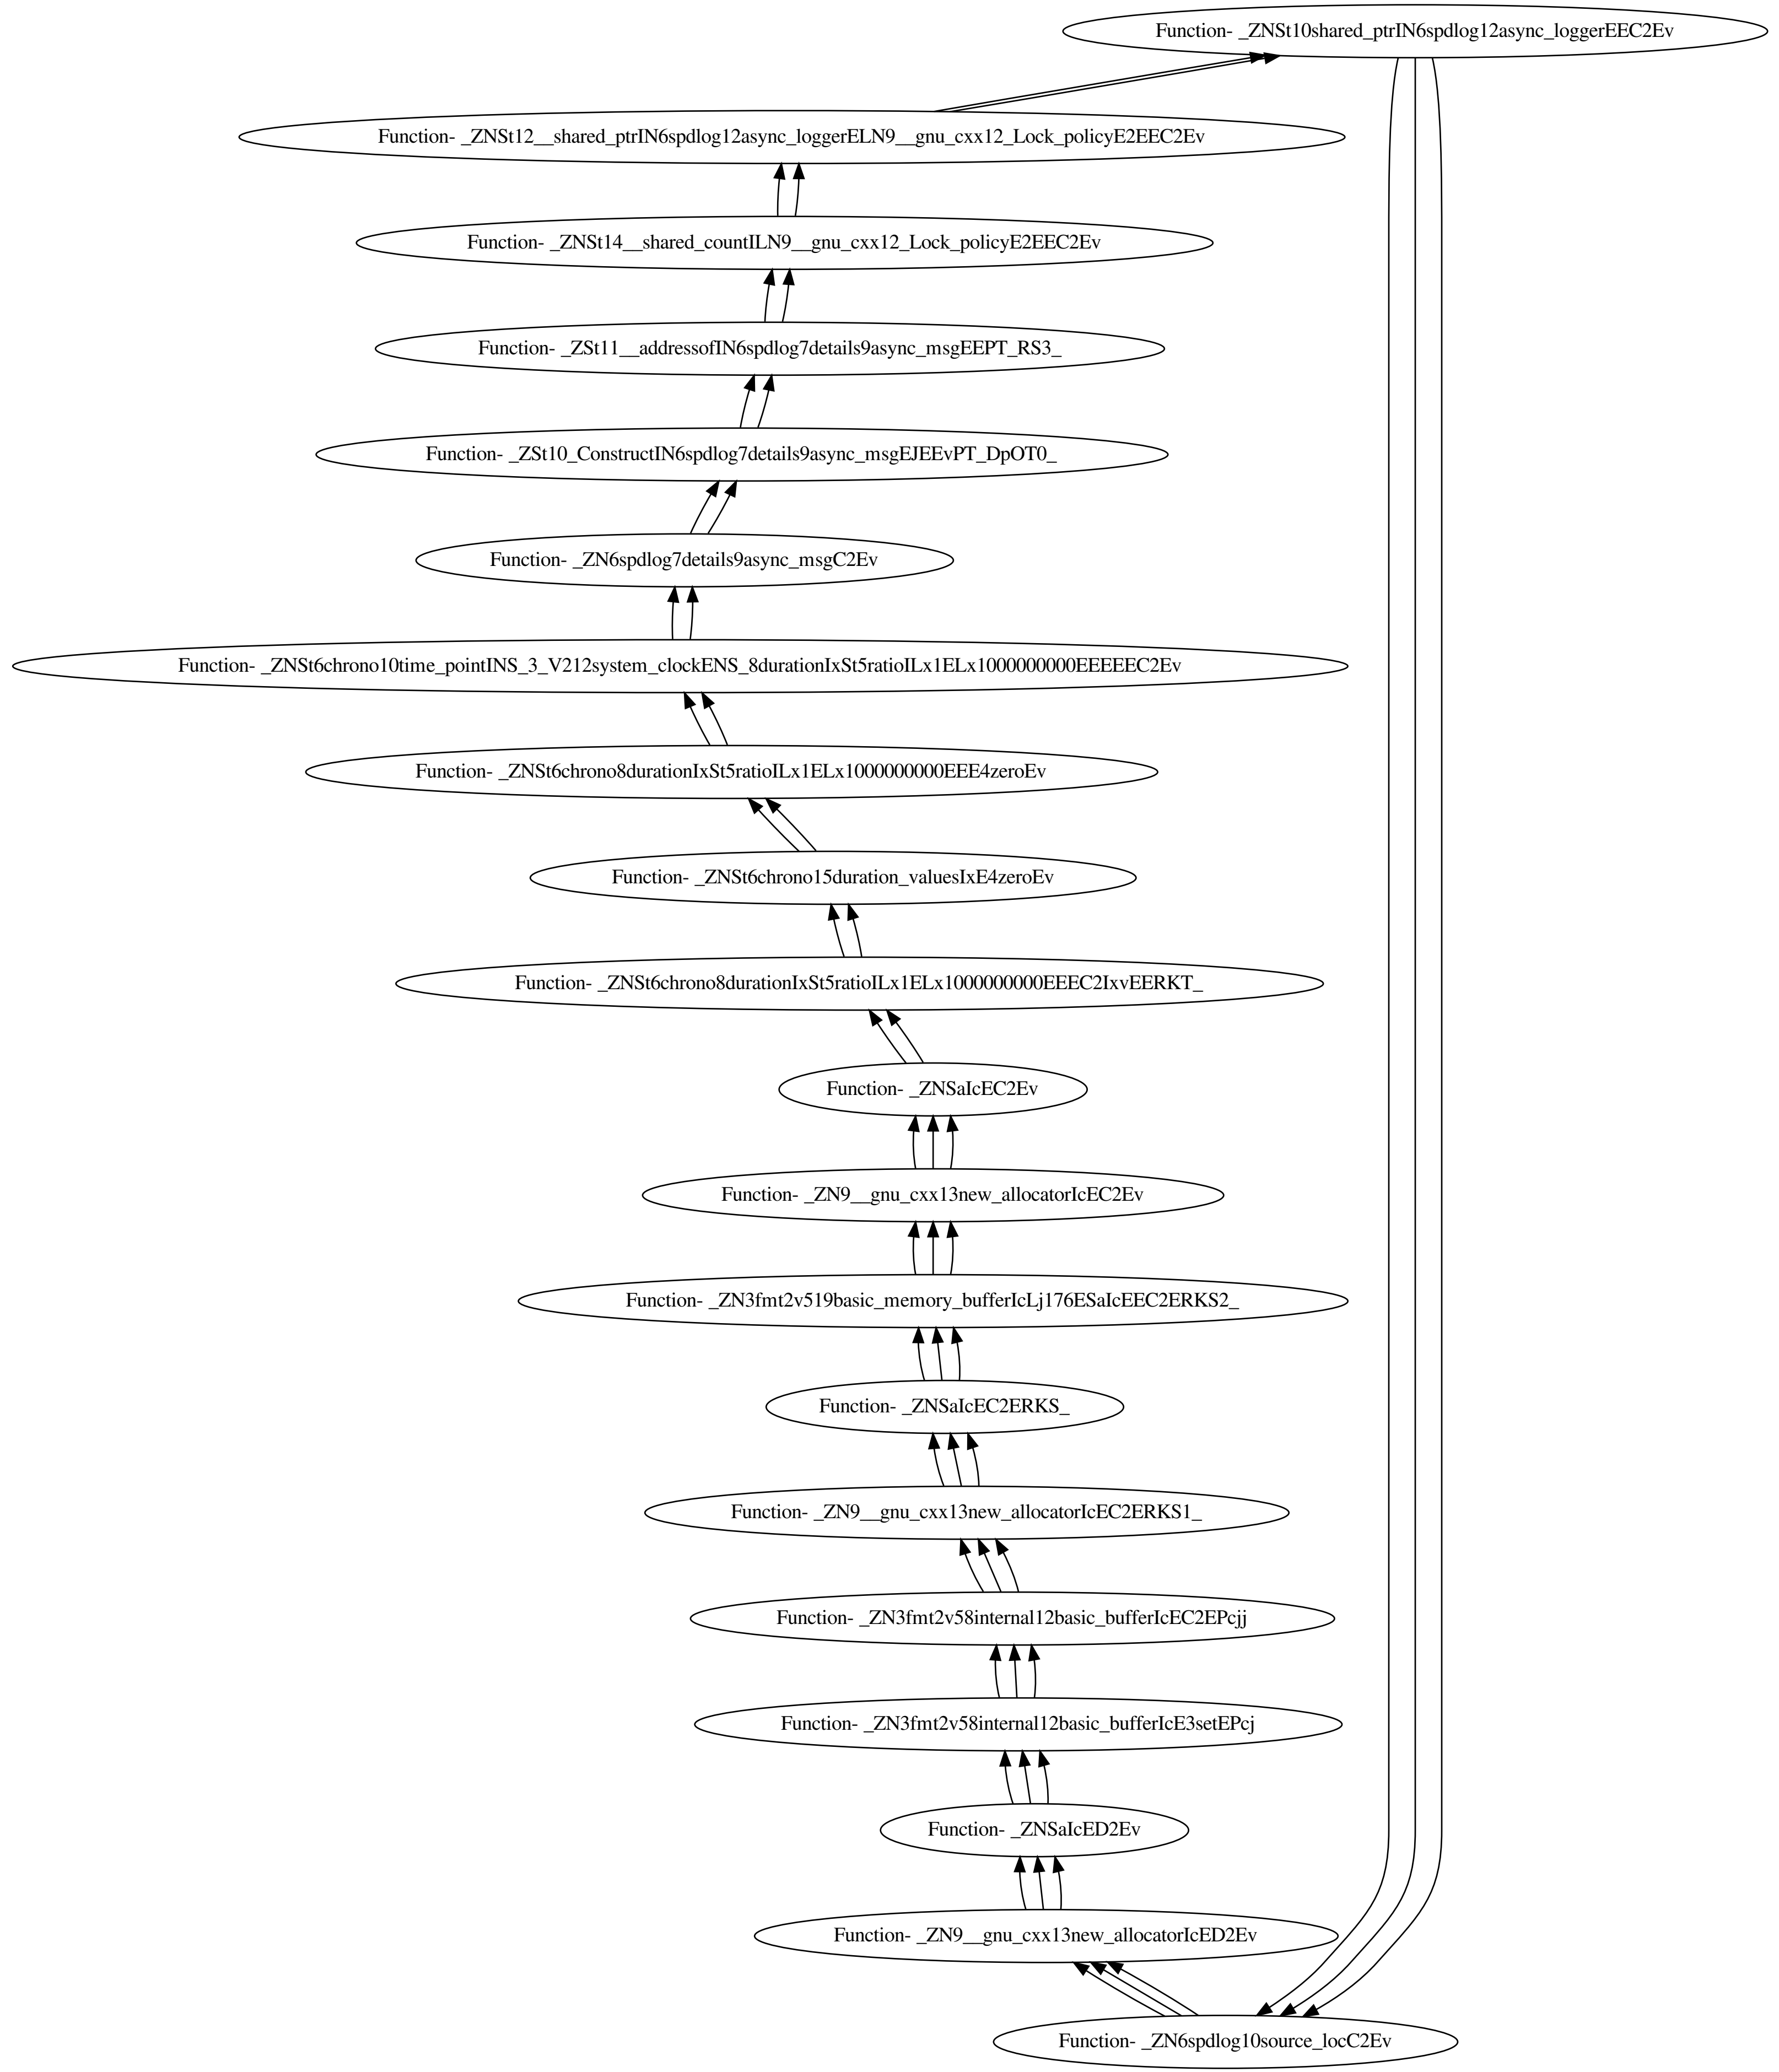 Function- _ZNSt10shared_ptrIN6spdlog12async_loggerEEC2Ev
Function- _ZNSt12__shared_ptrIN6spdlog12async_loggerELN9__gnu_cxx12_Lock_policyE2EEC2Ev
Function- _ZNSt14__shared_countILN9__gnu_cxx12_Lock_policyE2EEC2Ev
Function- _ZSt11__addressofIN6spdlog7details9async_msgEEPT_RS3_
Function- _ZSt10_ConstructIN6spdlog7details9async_msgEJEEvPT_DpOT0_
Function- _ZN6spdlog7details9async_msgC2Ev
Function- _ZNSt6chrono10time_pointINS_3_V212system_clockENS_8durationIxSt5ratioILx1ELx1000000000EEEEEC2Ev
Function- _ZNSt6chrono8durationIxSt5ratioILx1ELx1000000000EEE4zeroEv
Function- _ZNSt6chrono15duration_valuesIxE4zeroEv
Function- _ZNSt6chrono8durationIxSt5ratioILx1ELx1000000000EEEC2IxvEERKT_
Function- _ZNSaIcEC2Ev
Function- _ZN9__gnu_cxx13new_allocatorIcEC2Ev
Function- _ZN3fmt2v519basic_memory_bufferIcLj176ESaIcEEC2ERKS2_
Function- _ZNSaIcEC2ERKS_
Function- _ZN9__gnu_cxx13new_allocatorIcEC2ERKS1_
Function- _ZN3fmt2v58internal12basic_bufferIcEC2EPcjj
Function- _ZN3fmt2v58internal12basic_bufferIcE3setEPcj
Function- _ZNSaIcED2Ev
Function- _ZN9__gnu_cxx13new_allocatorIcED2Ev
Function- _ZN6spdlog10source_locC2Ev